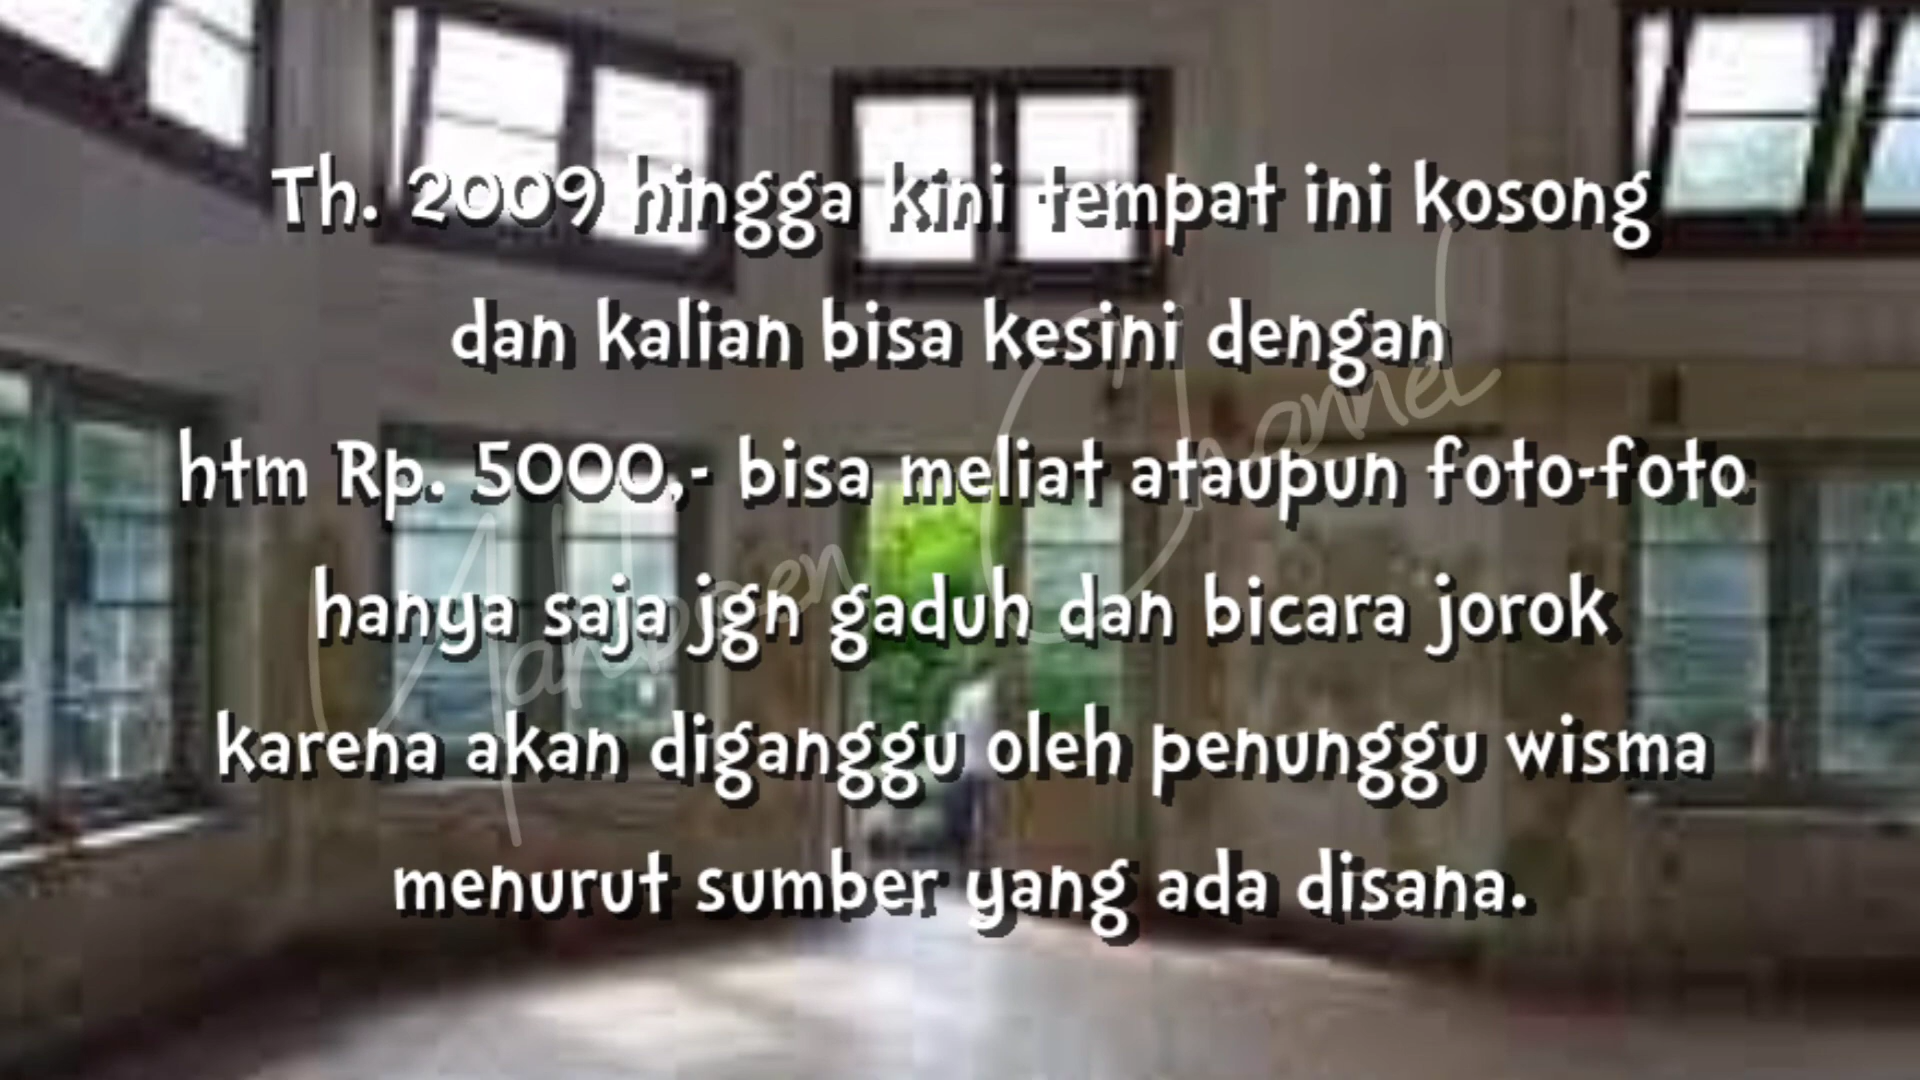 Th. 2009 hingga kini tempat ini kosong
dan kalian bisa kesini dengan
htm Rp. 5000,- bisa meliat ataupun foto-foto
hanya saja jgn gaduh dan bicara jorok
karena akan diganggu oleh penunggu wisma
menurut sumber yang ada disana.
Channel